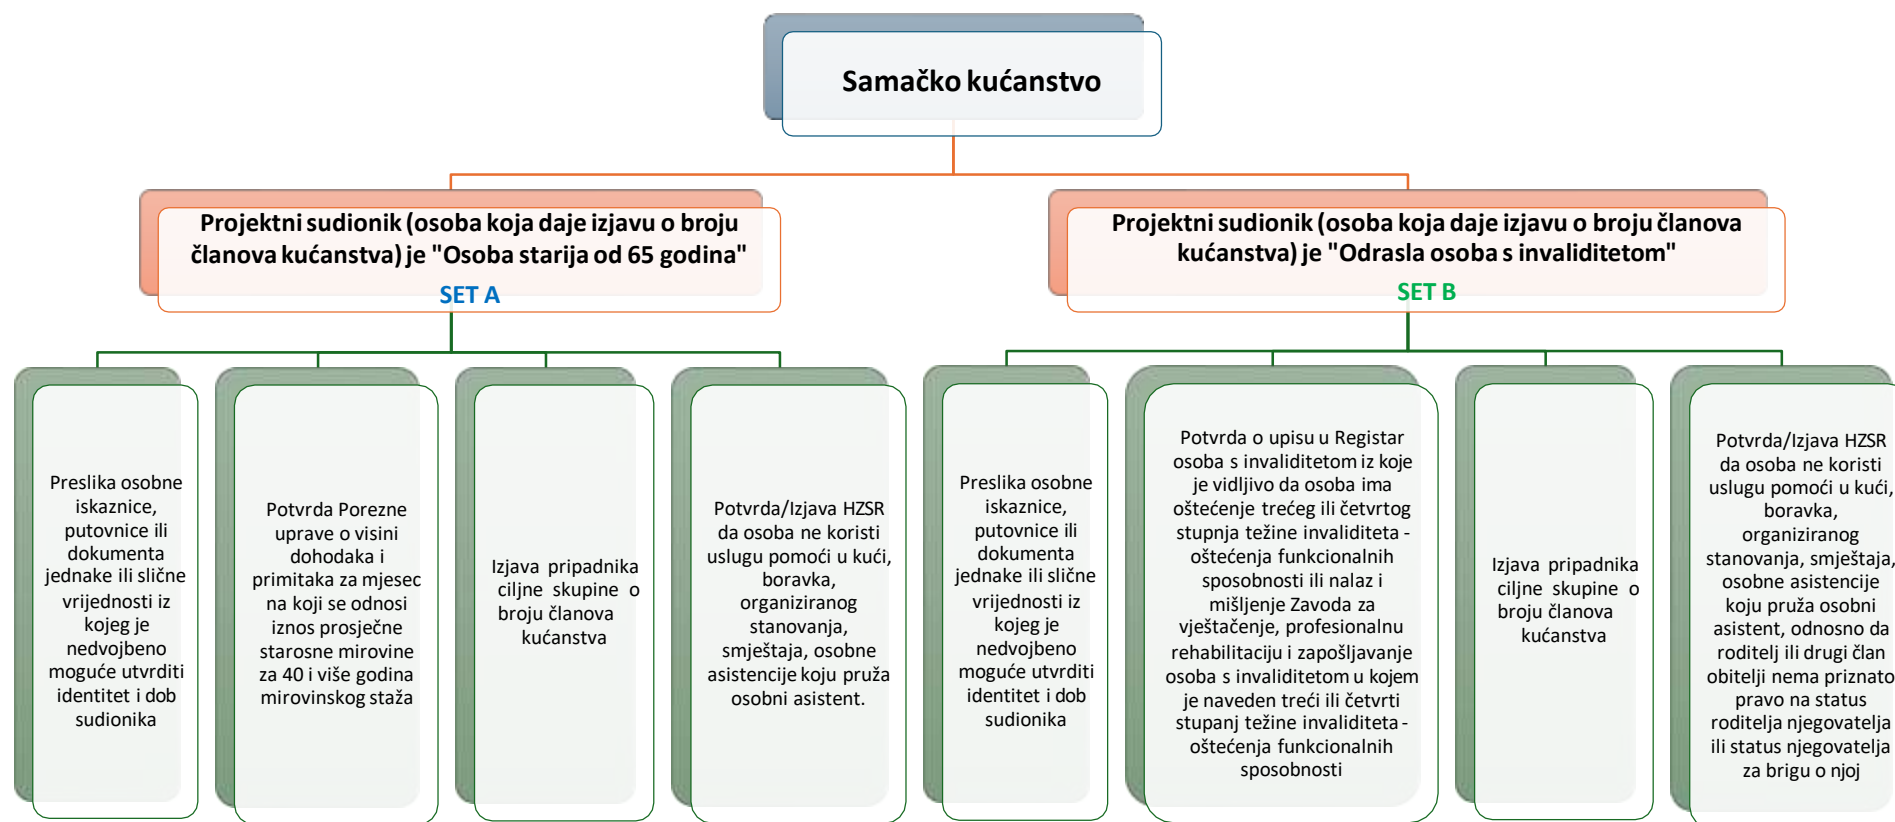 Samačko kućanstvo
Projektni sudionik (osoba koja daje izjavu o broju
članova kućanstva) je "Osoba starija od 65 godina"
SET A
Projektni sudionik (osoba koja daje izjavu o broju članova
kućanstva) je "Odrasla osoba s invaliditetom"
SET B
Preslika osobne
iskaznice,
putovnice ili
dokumenta
jednake ili slične
vrijednosti iz
kojeg je
nedvojbeno
moguće utvrditi
identitet i dob
sudionika
Potvrda Porezne
uprave o visini
dohodaka i
primitaka za mjesec
na koji se odnosi
iznos prosječne
starosne mirovine
za 40 i više godina
mirovinskog staža
Izjava pripadnika
ciljne skupine o
broju članova
kućanstva
Potvrda/Izjava HZSR
da osoba ne koristi
uslugu pomoći u kući,
boravka,
organiziranog
stanovanja,
smještaja, osobne
asistencije koju pruža
osobni asistent.
Preslika osobne
iskaznice,
putovnice ili
dokumenta
jednake ili slične
vrijednosti iz
kojeg je
nedvojbeno
moguće utvrditi
identitet i dob
sudionika
Potvrda o upisu u Registar
osoba s invaliditetom iz koje
je vidljivo da osoba ima
oštećenje trećeg ili četvrtog
stupnja težine invaliditeta -
oštećenja funkcionalnih
sposobnosti ili nalaz i
mišljenje Zavoda za
vještačenje, profesionalnu
rehabilitaciju i zapošljavanje
osoba s invaliditetom u kojem
je naveden treći ili četvrti
stupanj težine invaliditeta -
oštećenja funkcionalnih
sposobnosti
Izjava pripadnika
ciljne skupine o
broju članova
kućanstva
Potvrda/Izjava HZSR
da osoba ne koristi
uslugu pomoći u kući,
boravka,
organiziranog
stanovanja, smještaja,
osobne asistencije
koju pruža osobni
asistent, odnosno da
roditelj ili drugi član
obitelji nema priznato
pravo na status
roditelja njegovatelja
ili status njegovatelja
za brigu o njoj